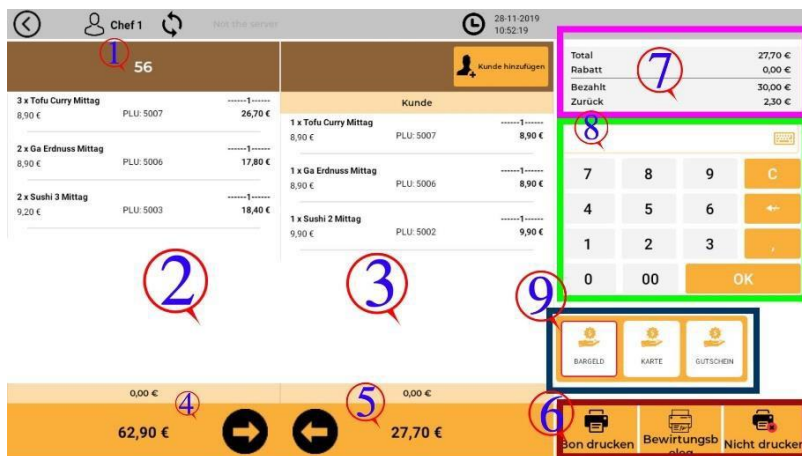 Chef 1
Not the server
28-11-2019
10:52:19
1
56
Kunde hinzufügen
3 x Tofu Curry Mittag ------1------
8,90 € PLU: 5007 26,70 €
2 x Ga Erdnuss Mittag ------1------
8,90 € PLU: 5006 17,80 €
2 x Sushi 3 Mittag ------1------
9,20 € PLU: 5003 18,40 €
2
0,00 €
4
62,90 €
Kunde
1 x Tofu Curry Mittag ------1------
8,90 € PLU: 5007 8,90 €
1 x Ga Erdnuss Mittag ------1------
8,90 € PLU: 5006 8,90 €
1 x Sushi 2 Mittag ------1------
9,90 € PLU: 5002 9,90 €
3
0,00 €
5
27,70 €
7
Total 27,70 €
Rabatt 0,00 €
Bezahlt 30,00 €
Zurück 2,30 €
8
7 8 9 C
4 5 6
1 2 3 ,
0 00 OK
9
BARGELD KARTE GUTSCHEIN
6
Bon drucken
Bewirtungsb
eleg
Nicht drucken